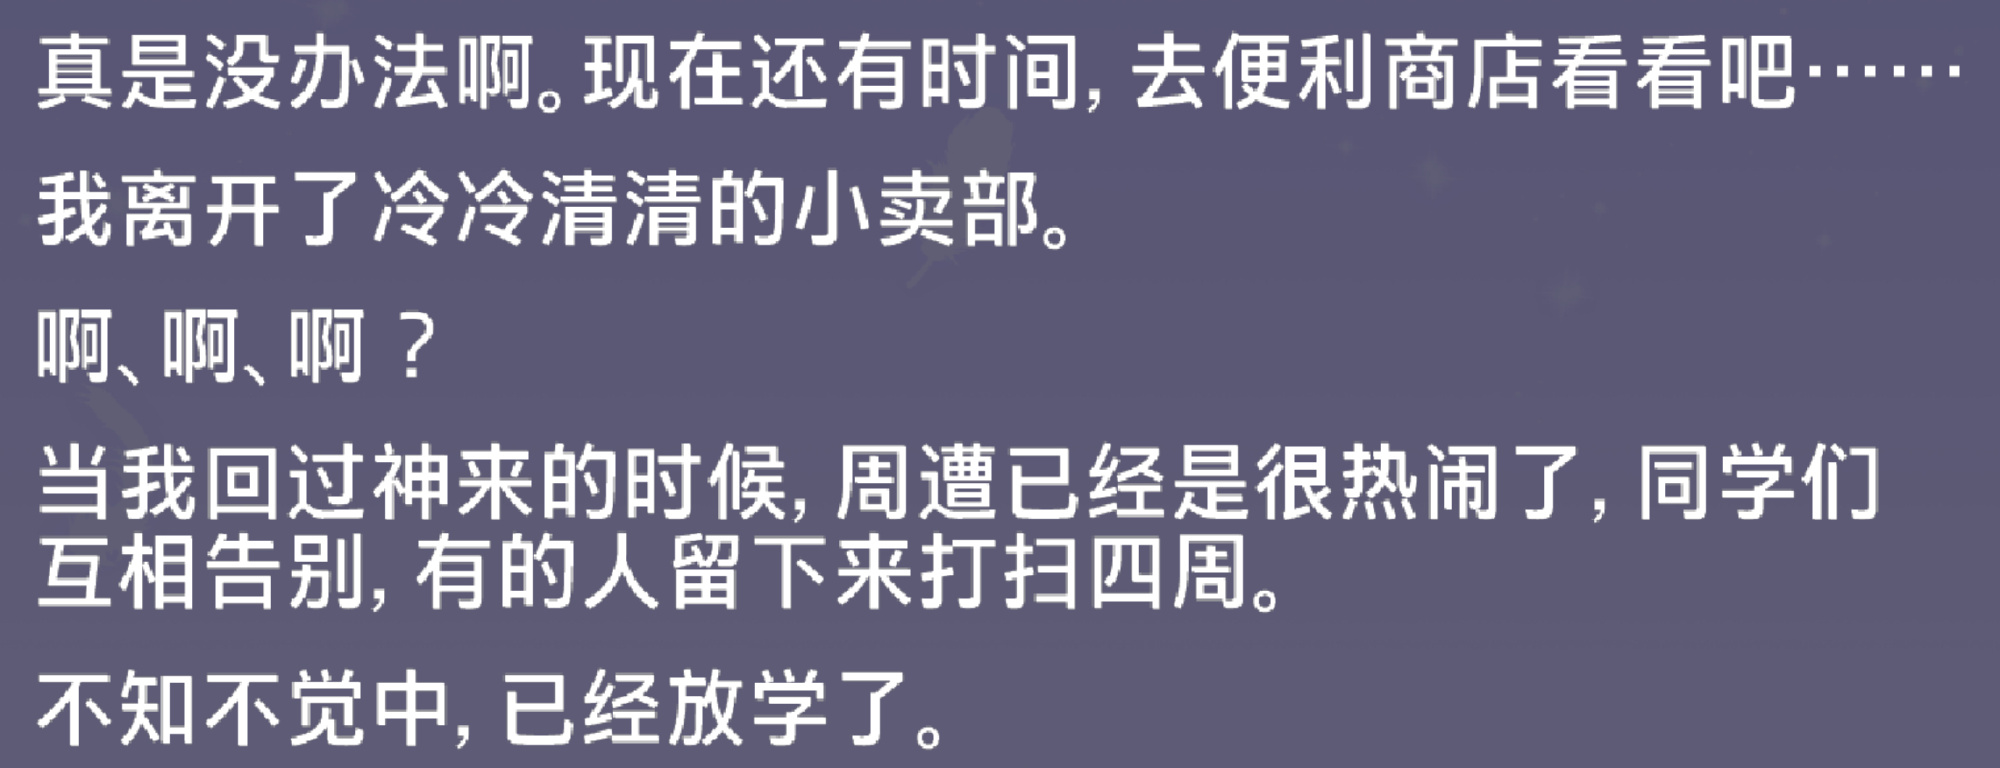 真是没办法啊。现在还有时间，去便利商店看看吧……
我离开了冷冷清清的小卖部。
啊、啊、啊？
当我回过神来的时候，周遭已经是很热闹了，同学们
互相告别，有的人留下来打扫四周。
不知不觉中，已经放学了。